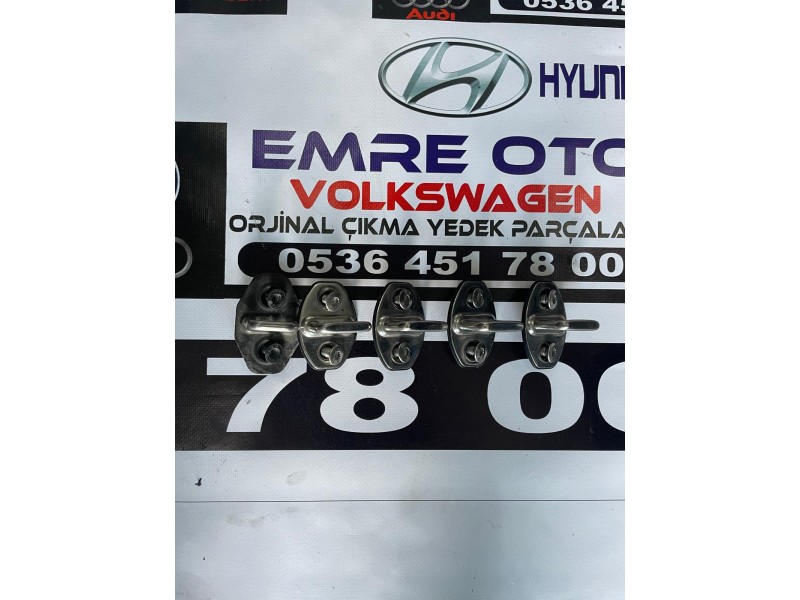 Audi
0536 45
HYUN
EMRE OTO
VOLKSWAGEN
ORJİNAL ÇIKMA YEDEK PARÇALA
0536 451 78 00
78 00